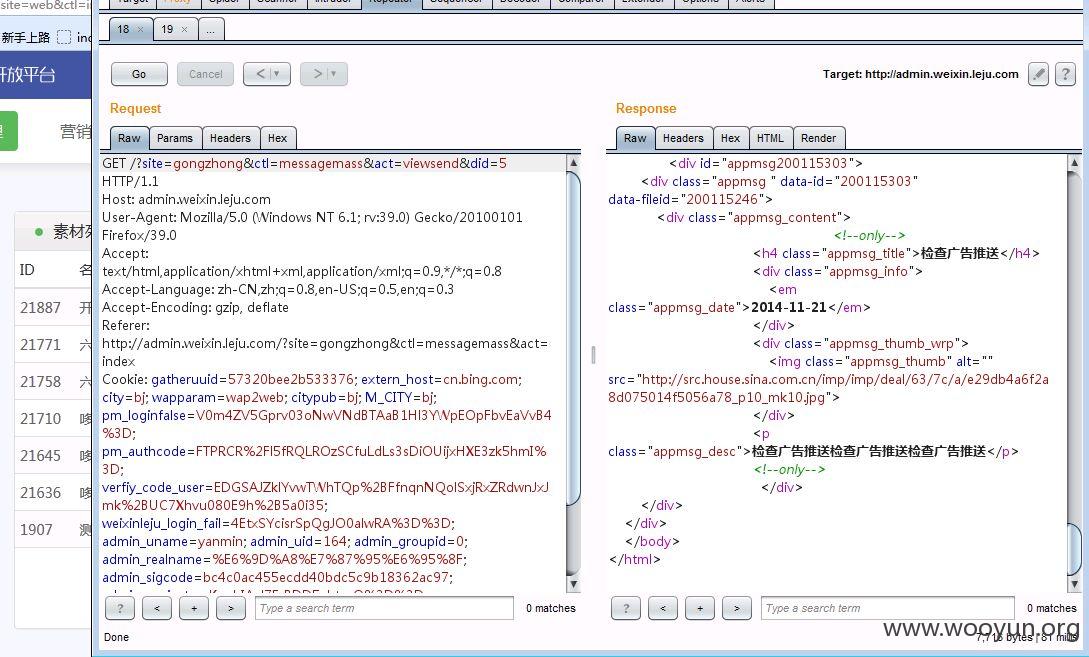 site=web&ctl=i
Target Proxy Spider Scanner Intruder Repeater Sequencer Decoder Comparer Extender Options Alerts
新手上路
18 × 19 × ...
开放平台
Go Cancel < > Target: http://admin.weixin.leju.com ?
Request
Response
营销
Raw Params Headers Hex
Raw Headers Hex HTML Render
GET /?site=gongzhong&ctl=messagemass&act=viewsend&did=5
HTTP/1.1
Host: admin.weixin.leju.com
User-Agent: Mozilla/5.0 (Windows NT 6.1; rv:39.0) Gecko/20100101
Firefox/39.0
Accept:
text/html,application/xhtml+xml,application/xml;q=0.9,*/*;q=0.8
Accept-Language: zh-CN,zh;q=0.8,en-US;q=0.5,en;q=0.3
Accept-Encoding: gzip, deflate
Referer:
http://admin.weixin.leju.com/?site=gongzhong&ctl=messagemass&act=
index
Cookie: gatheruuid=57320bee2b533376; extern_host=cn.bing.com;
city=bj; wapparam=wap2web; citypub=bj; M_CITY=bj;
pm_loginfalse=V0m4ZV5Gprv03oNwVNdBTAaB1HI3YWpEOpFbvEaVvB4
%3D;
pm_authcode=FTPRCR%2Fl5fRQLROzSCfuLdLs3sDiOUijxHXE3zk5hmI%
3D;
verfiy_code_user=EDGSAJZkIYvwTWhTQp%2BFfnqnNQolSxjRxZRdwnJxJ
mk%2BUC7Xhvu080E9h%2B5a0i35;
weixinleju_login_fail=4EtxSYcisrSpQgJO0alwRA%3D%3D;
admin_uname=yanmin; admin_uid=164; admin_groupid=0;
admin_realname=%E6%9D%A8%E7%87%95%E6%95%8F;
admin_sigcode=bc4c0ac455ecdd40bdc5c9b18362ac97;
<div id="appmsg200115303">
<div class="appmsg " data-id="200115303"
data-fileid="200115246">
<div class="appmsg_content">
<!--only-->
<h4 class="appmsg_title">检查广告推送</h4>
<div class="appmsg_info">
<em
class="appmsg_date">2014-11-21</em>
</div>
<div class="appmsg_thumb_wrp">
<img class="appmsg_thumb" alt=""
src="http://src.house.sina.com.cn/imp/imp/deal/63/7c/a/e29db4a6f2a
8d075014f5056a78_p10_mk10.jpg">
</div>
<p
class="appmsg_desc">检查广告推送检查广告推送检查广告推送</p>
<!--only-->
</div>
</div>
</div>
</body>
</html>
素材列
ID 名
21887 开
21771 六
21758 六
21710 哆
21645 哆
21636 哆
1907 测
? < + > Type a search term 0 matches
? < + > Type a search term 0 matches
Done
7,716 bytes | 81 millis
www.wooyun.org